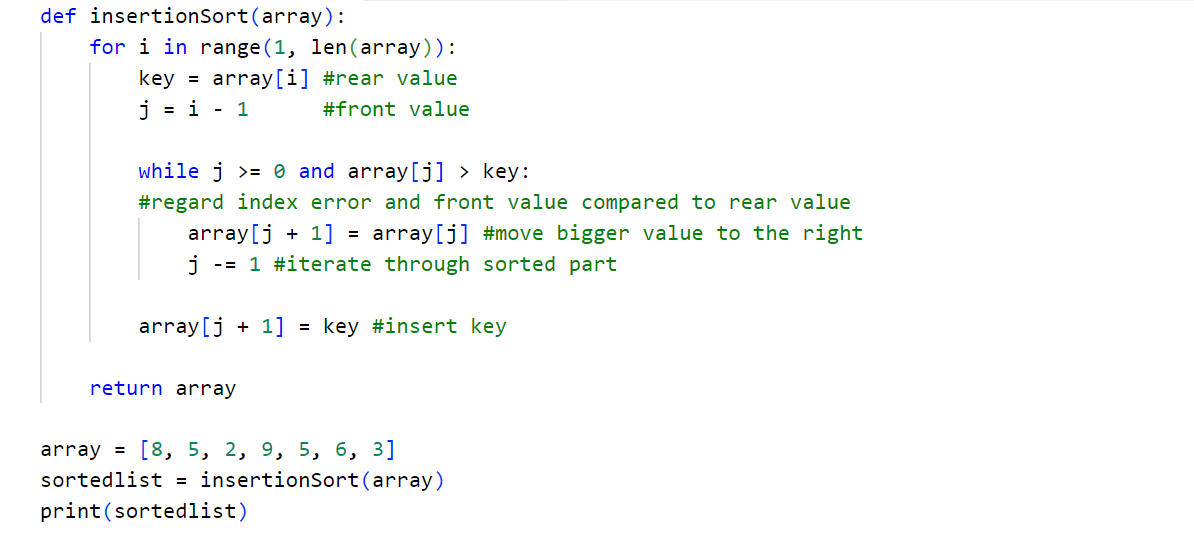 def insertionSort(array):
    for i in range(1, len(array)):
        key = array[i] #rear value
        j = i - 1      #front value

        while j >= 0 and array[j] > key:
        #regard index error and front value compared to rear value
            array[j + 1] = array[j] #move bigger value to the right
            j -= 1 #iterate through sorted part

        array[j + 1] = key #insert key

    return array

array = [8, 5, 2, 9, 5, 6, 3]
sortedlist = insertionSort(array)
print(sortedlist)